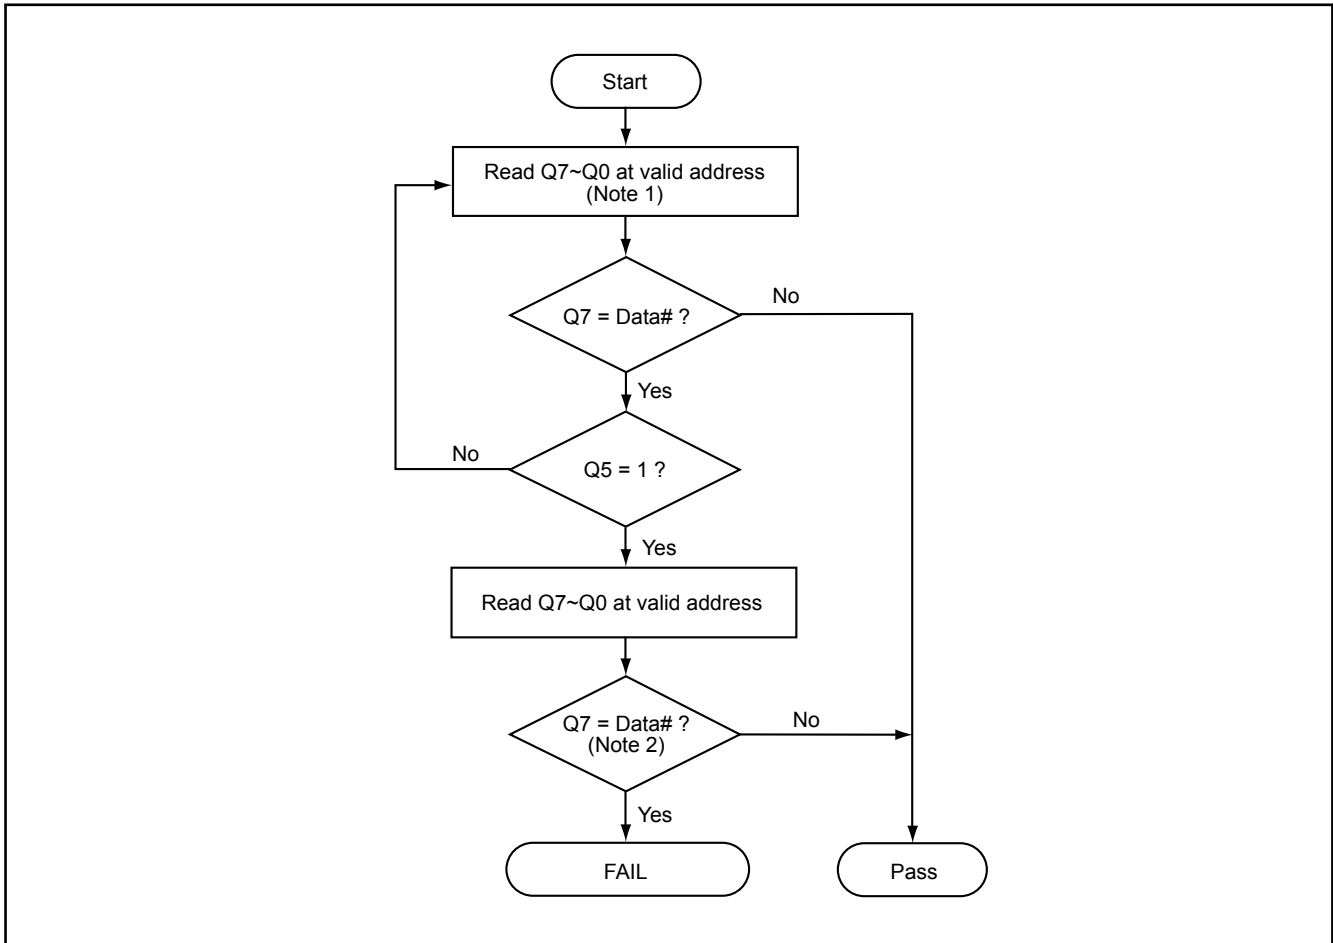 Start
Read Q7~Q0 at valid address
(Note 1)
Q7 = Data# ?
No
Yes
No
Q5 = 1 ?
Yes
Read Q7~Q0 at valid address
Q7 = Data# ?
(Note 2)
No
Yes
FAIL
Pass